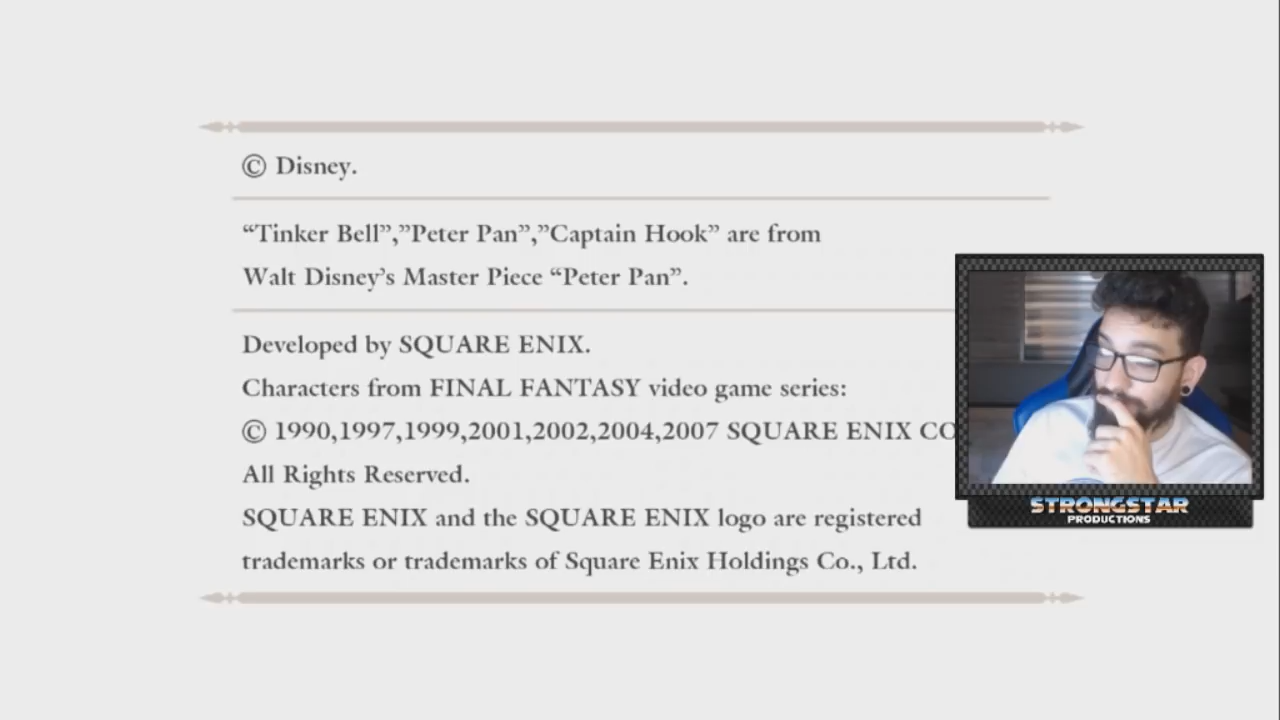 © Disney.
“Tinker Bell”,”Peter Pan”,”Captain Hook” are from
Walt Disney’s Master Piece “Peter Pan”.
Developed by SQUARE ENIX.
Characters from FINAL FANTASY video game series:
© 1990,1997,1999,2001,2002,2004,2007 SQUARE ENIX CO
All Rights Reserved.
SQUARE ENIX and the SQUARE ENIX logo are registered
trademarks or trademarks of Square Enix Holdings Co., Ltd.
STRONGSTAR
PRODUCTIONS